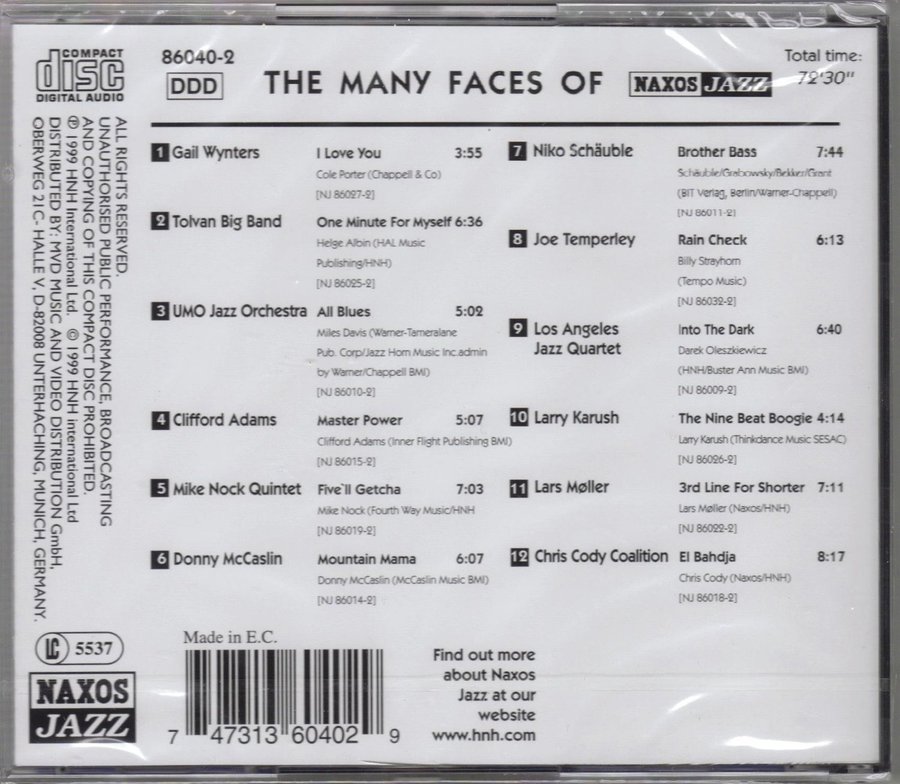 COMPACT
disc
DIGITAL AUDIO
86040-2
DDD
THE MANY FACES OF NAXOS JAZZ
Total time:
72'30"
1 Gail Wynters I Love You 3:55
Cole Porter (Chappell & Co)
[NJ 86027-2]
2 Tolvan Big Band One Minute For Myself 6:36
Helge Albin (HAL Music
Publishing/HNH)
[NJ 86025-2]
3 UMO Jazz Orchestra All Blues 5:02
Miles Davis (Warner-Tameralane
Pub. Corp/Jazz Horn Music Inc.admin
by Warner/Chappell BMI)
[NJ 86010-2]
4 Clifford Adams Master Power 5:07
Clifford Adams (Inner Flight Publishing BMI)
[NJ 86015-2]
5 Mike Nock Quintet Five`ll Getcha 7:03
Mike Nock (Fourth Way Music/HNH
[NJ 86019-2]
6 Donny McCaslin Mountain Mama 6:07
Donny McCaslin (McCaslin Music BMI)
[NJ 86014-2]
7 Niko Schäuble Brother Bass 7:44
Schäuble/Grabowsky/Bekker/Grant
(BIT Verlag, Berlin/Warner-Chappell)
[NJ 86011-2]
8 Joe Temperley Rain Check 6:13
Billy Strayhorn
(Tempo Music)
[NJ 86032-2]
9 Los Angeles Into The Dark 6:40
Jazz Quartet
Darek Oleszkiewicz
(HNH/Buster Ann Music BMI)
[NJ 86009-2]
10 Larry Karush The Nine Beat Boogie 4:14
Larry Karush (Thinkdance Music SESAC)
[NJ 86026-2]
11 Lars Møller 3rd Line For Shorter 7:11
Lars Møller (Naxos/HNH)
[NJ 86022-2]
12 Chris Cody Coalition El Bahdja 8:17
Chris Cody (Naxos/HNH)
[NJ 86018-2]
ALL RIGHTS RESERVED.
UNAUTHORISED PUBLIC PERFORMANCE, BROADCASTING
AND COPYING OF THIS COMPACT DISC PROHIBITED.
℗ 1999 HNH International Ltd. © 1999 HNH International Ltd
DISTRIBUTED BY: MVD MUSIC AND VIDEO DISTRIBUTION GmbH,
OBERWEG 21C- HALLE V, D-82008 UNTERHACHING, MUNICH, GERMANY.
LC 5537
NAXOS
JAZZ
Made in E.C.
7 47313 60402 9
Find out more
about Naxos
Jazz at our
website
www.hnh.com